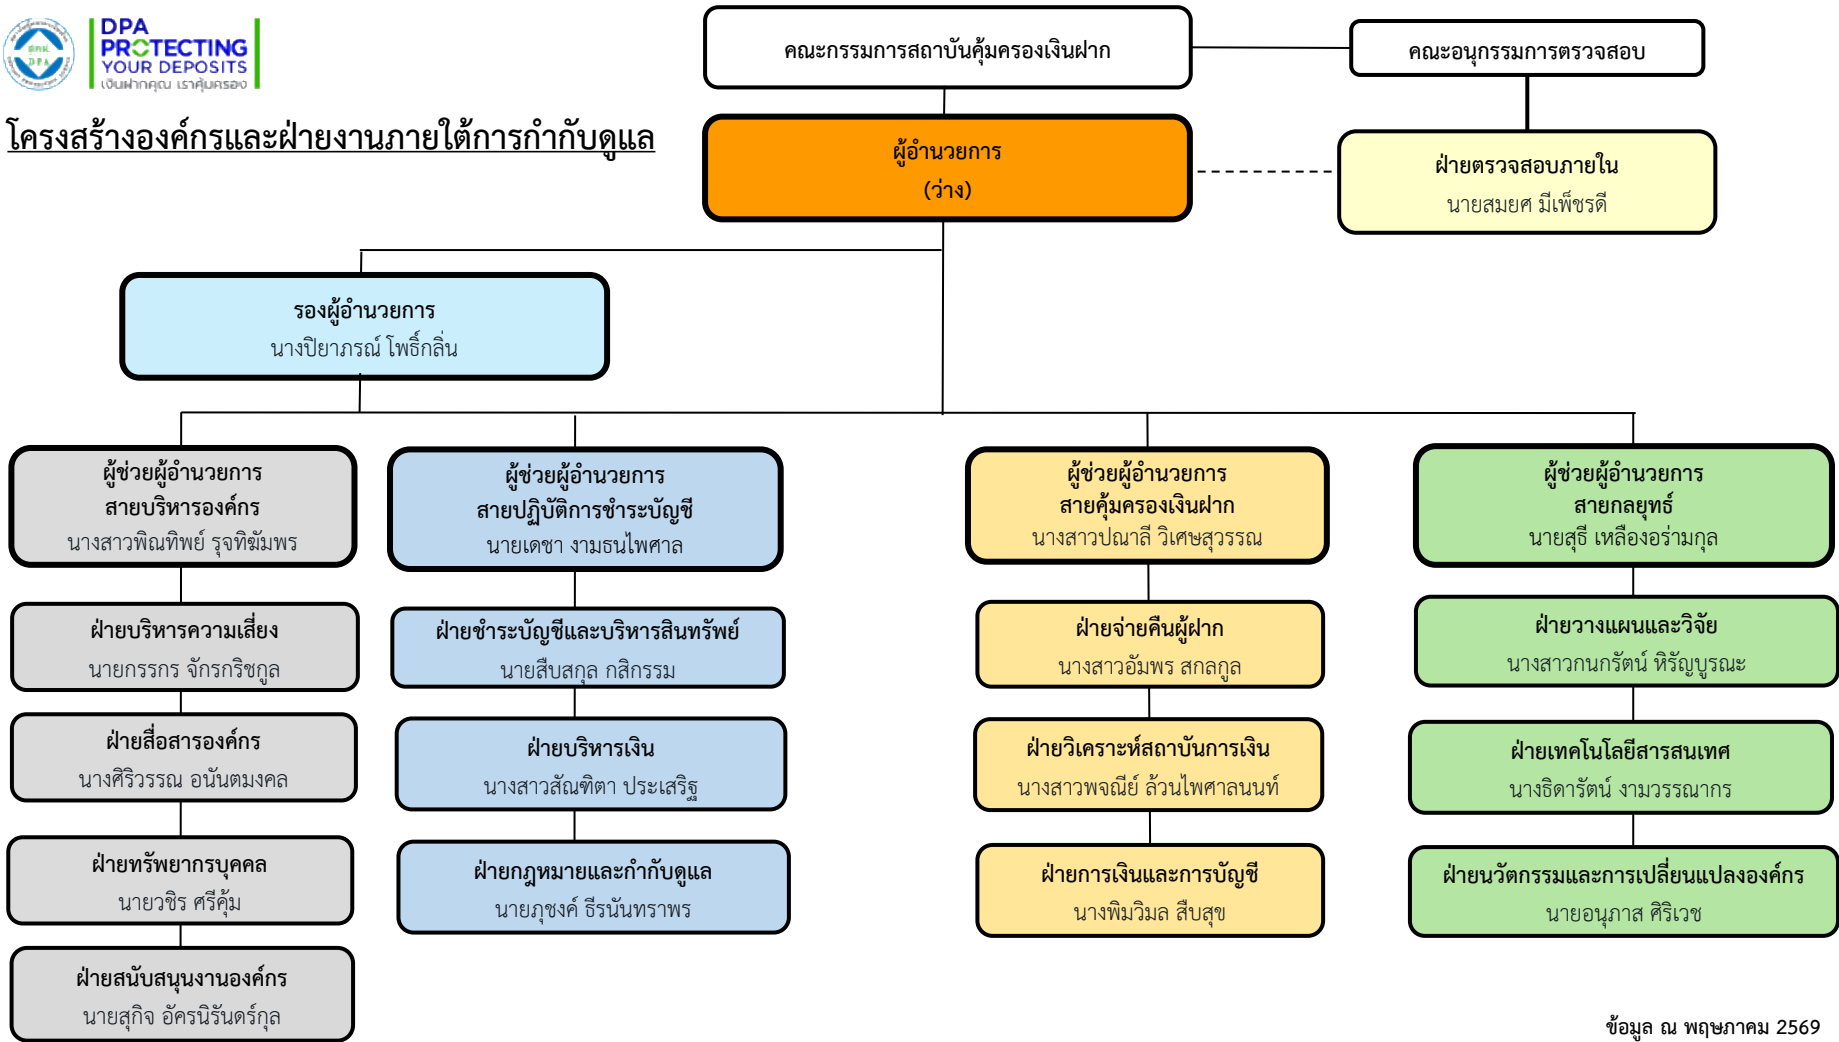 DPA
PROTECTING
YOUR DEPOSITS
เงินฝากคุณ เราคุ้มครอง
สคฝ.
DPA
คณะกรรมการสถาบันคุ้มครองเงินฝาก
คณะอนุกรรมการตรวจสอบ
โครงสร้างองค์กรและฝ่ายงานภายใต้การกำกับดูแล
ผู้อำนวยการ
(ว่าง)
ฝ่ายตรวจสอบภายใน
นายสมยศ มีเพ็ชรดี
รองผู้อำนวยการ
นางปิยาภรณ์ โพธิ์กลิ่น
ผู้ช่วยผู้อำนวยการ
สายบริหารองค์กร
นางสาวพิณทิพย์ รุจทิฆัมพร
ฝ่ายบริหารความเสี่ยง
นายกรรกร จักรกริชกูล
ฝ่ายสื่อสารองค์กร
นางศิริวรรณ อนันตมงคล
ฝ่ายทรัพยากรบุคคล
นายวชิร ศรีคุ้ม
ฝ่ายสนับสนุนงานองค์กร
นายสุกิจ อัครนิรันดร์กุล
ผู้ช่วยผู้อำนวยการ
สายปฏิบัติการชำระบัญชี
นายเดชา งามธนไพศาล
ฝ่ายชำระบัญชีและบริหารสินทรัพย์
นายสืบสกุล กสิกรรม
ฝ่ายบริหารเงิน
นางสาวสัณฑิตา ประเสริฐ
ฝ่ายกฎหมายและกำกับดูแล
นายภุชงค์ ธีรนันทราพร
ผู้ช่วยผู้อำนวยการ
สายคุ้มครองเงินฝาก
นางสาวปณาลี วิเศษสุวรรณ
ฝ่ายจ่ายคืนผู้ฝาก
นางสาวอัมพร สกลกูล
ฝ่ายวิเคราะห์สถาบันการเงิน
นางสาวพจณีย์ ล้วนไพศาลนนท์
ฝ่ายการเงินและการบัญชี
นางพิมวิมล สืบสุข
ผู้ช่วยผู้อำนวยการ
สายกลยุทธ์
นายสุธี เหลืองอร่ามกุล
ฝ่ายวางแผนและวิจัย
นางสาวกนกรัตน์ หิรัญบูรณะ
ฝ่ายเทคโนโลยีสารสนเทศ
นางธิดารัตน์ งามวรรณากร
ฝ่ายนวัตกรรมและการเปลี่ยนแปลงองค์กร
นายอนุภาส ศิริเวช
ข้อมูล ณ พฤษภาคม 2569